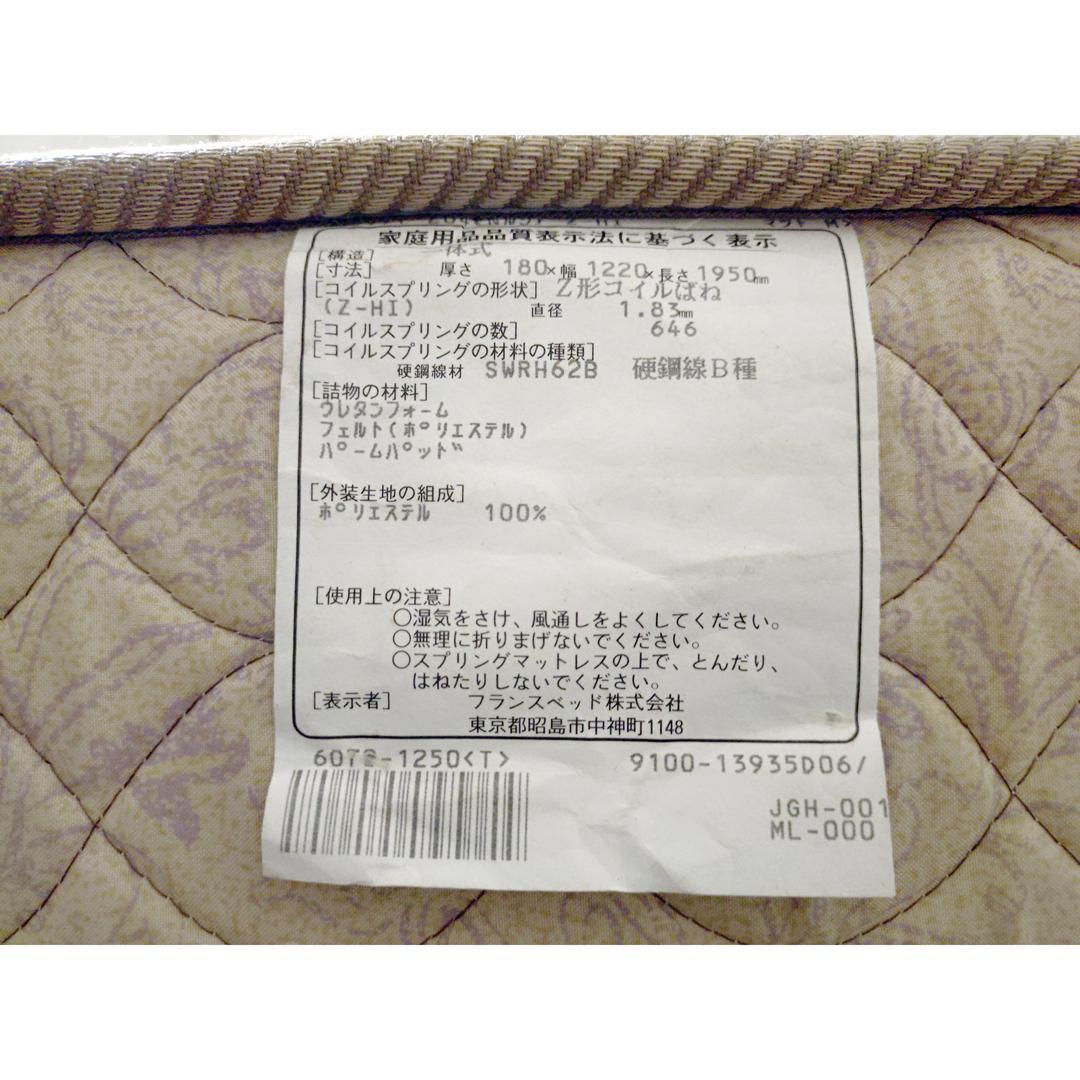 家庭用品品質表示法に基づく表示
[構造] 一体式
[寸法] 厚さ 180×幅 1220×長さ 1950mm
[コイルスプリングの形状] Z形コイルばね
(Z-HI) 直径 1.83mm
[コイルスプリングの数] 646
[コイルスプリングの材料の種類]
硬鋼線材 SWRH62B 硬鋼線B種
[詰物の材料]
ウレタンフォーム
フェルト(ポリエステル)
パームパッド
[外装生地の組成]
ポリエステル 100%
[使用上の注意]
○湿気をさけ、風通しをよくしてください。
○無理に折りまげないでください。
○スプリングマットレスの上で、とんだり、
はねたりしないでください。
[表示者] フランスベッド株式会社
東京都昭島市中神町1148
9100-13935D06/
JGH-001
ML-000